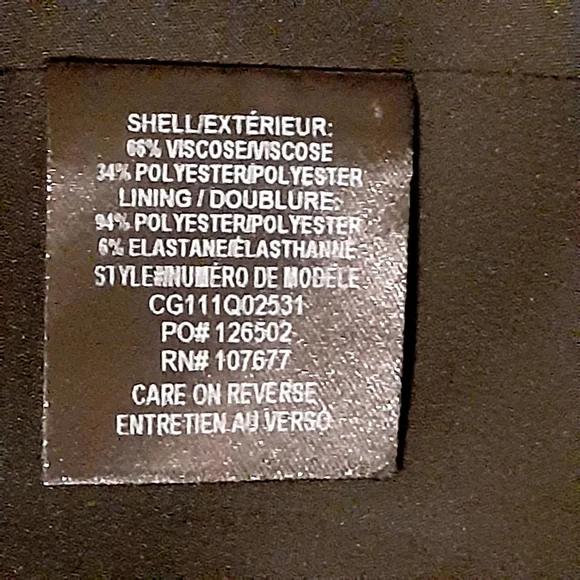 SHELL/EXTÉRIEUR:
66% VISCOSE/VISCOSE
34% POLYESTER/POLYESTER
LINING / DOUBLURE:
94% POLYESTER/POLYESTER
6% ELASTANE/ÉLASTHANNE
STYLE#/NUMÉRO DE MODÈLE
CG111Q02531
PO# 126502
RN# 107677
CARE ON REVERSE
ENTRETIEN AU VERSO